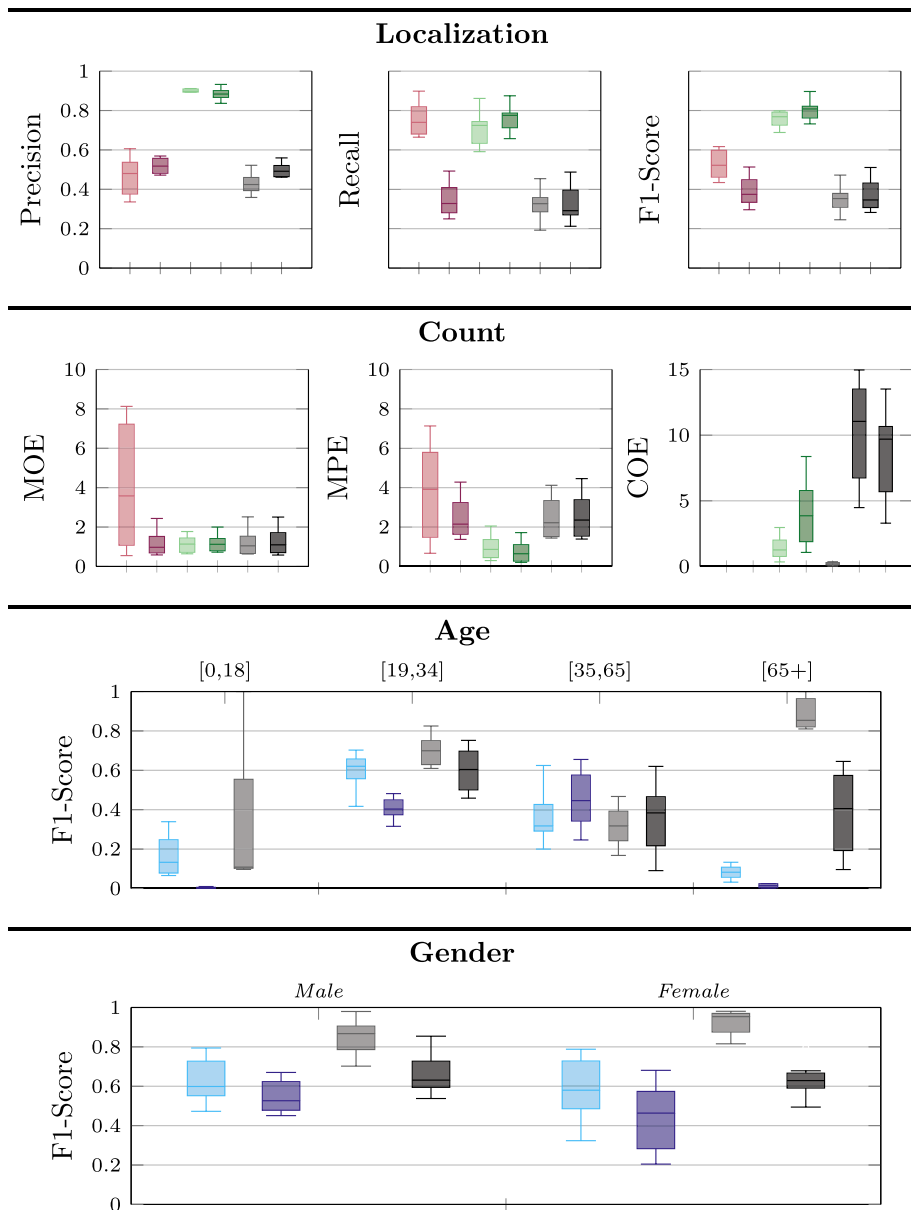 Localization
Precision
1
0.8
0.6
0.4
0.2
0
Recall
F1-Score
Count
MOE
10
8
6
4
2
0
MPE
10
8
6
4
2
0
COE
15
10
5
0
Age
[0,18] [19,34] [35,65] [65+]
F1-Score
1
0.8
0.6
0.4
0.2
0
Gender
Male Female
F1-Score
1
0.8
0.6
0.4
0.2
0